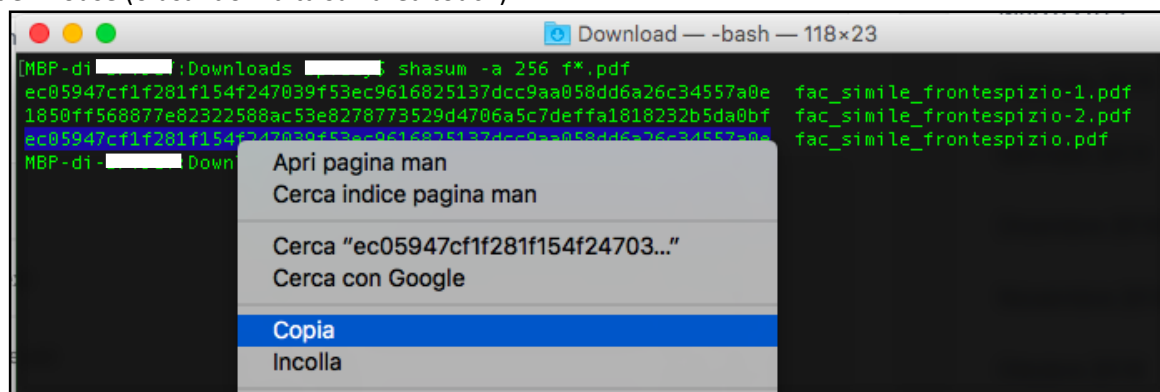 Download — -bash — 118×23
[MBP-di :Downloads $ shasum -a 256 f*.pdf
ec05947cf1f281f154f247039f53ec9616825137dcc9aa058dd6a26c34557a0e fac_simile_frontespizio-1.pdf
1850ff568877e82322588ac53e8278773529d4706a5c7deffa1818232b5da0bf fac_simile_frontespizio-2.pdf
ec05947cf1f281f154f247039f53ec9616825137dcc9aa058dd6a26c34557a0e fac_simile_frontespizio.pdf
MBP-di- :Down
Apri pagina man
Cerca indice pagina man
Cerca “ec05947cf1f281f154f24703...”
Cerca con Google
Copia
Incolla